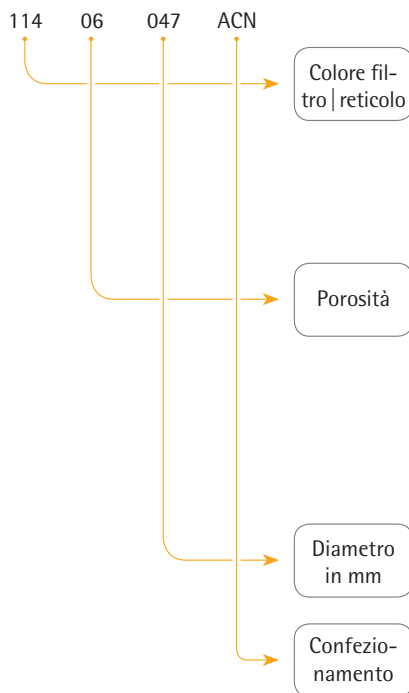 114 06 047 ACN
Colore fil-
tro | reticolo
Porosità
Diametro
in mm
Confezio-
namento